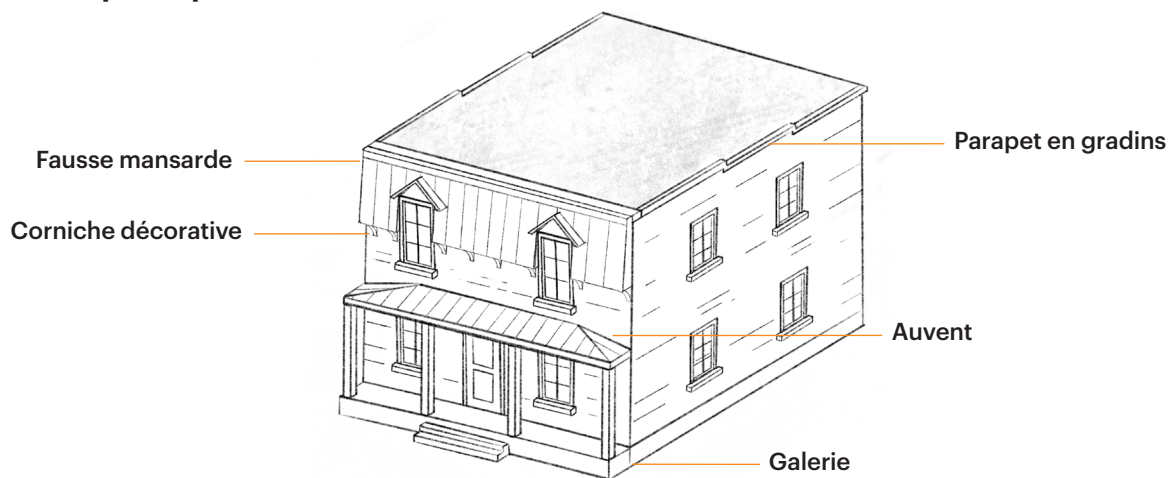 Parapet en gradins
Fausse mansarde
Corniche décorative
Auvent
Galerie